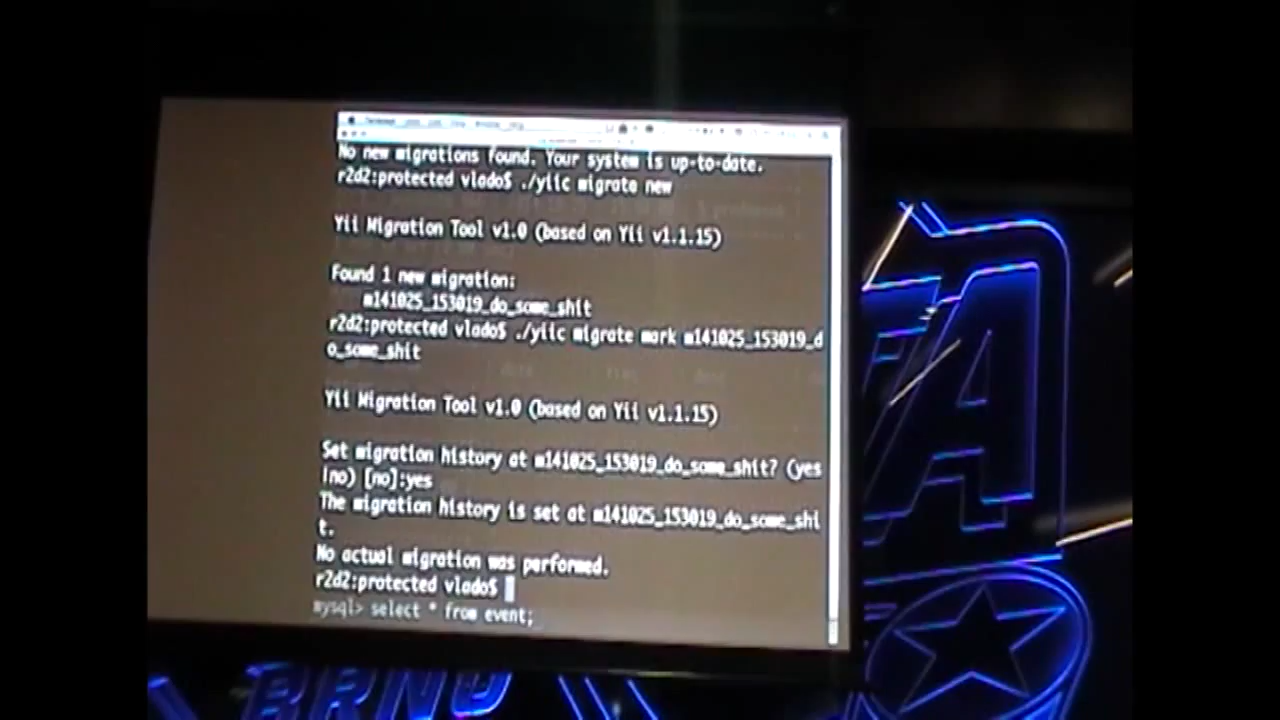 No new migrations found. Your system is up-to-date.
r2d2:protected vlado$ ./yiic migrate new
Yii Migration Tool v1.0 (based on Yii v1.1.15)
Found 1 new migration:
m141025_153019_do_some_shit
r2d2:protected vlado$ ./yiic migrate mark m141025_153019_d
o_some_shit
Yii Migration Tool v1.0 (based on Yii v1.1.15)
Set migration history at m141025_153019_do_some_shit? (yes
|no) [no]:yes
The migration history is set at m141025_153019_do_some_shi
t.
No actual migration was performed.
r2d2:protected vlado$
mysql> select * from event;
BRNO